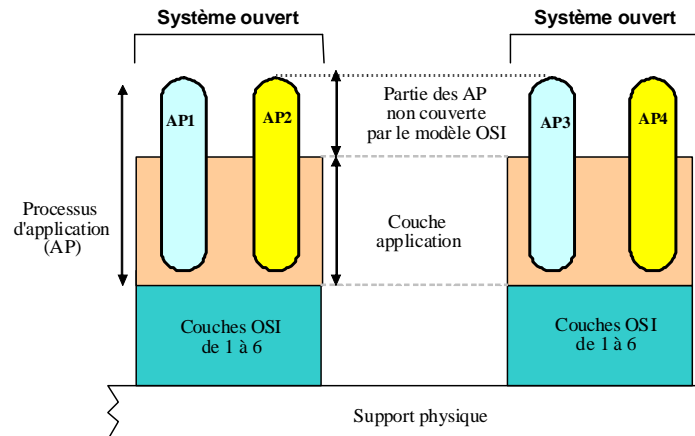 Système ouvert
Système ouvert
AP1
AP2
Partie des AP
non couverte
par le modèle OSI
AP3
AP4
Processus
d'application
(AP)
Couche
application
Couches OSI
de 1 à 6
Couches OSI
de 1 à 6
Support physique